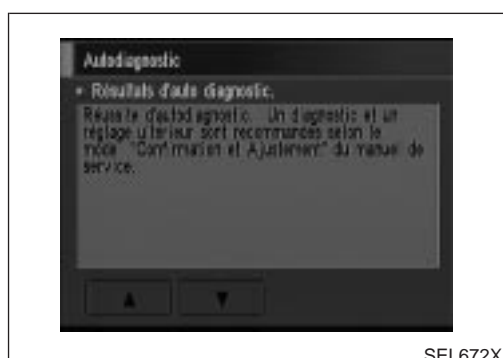 Autodiagnostic
• Résultats d'auto diagnostic.
Réussite d'autodiagnostic. Un diagnostic et un
réglage ulterieur sont recommandés selon le
mode "Confirmation et Ajustement" du manuel de
service.
SEL672X